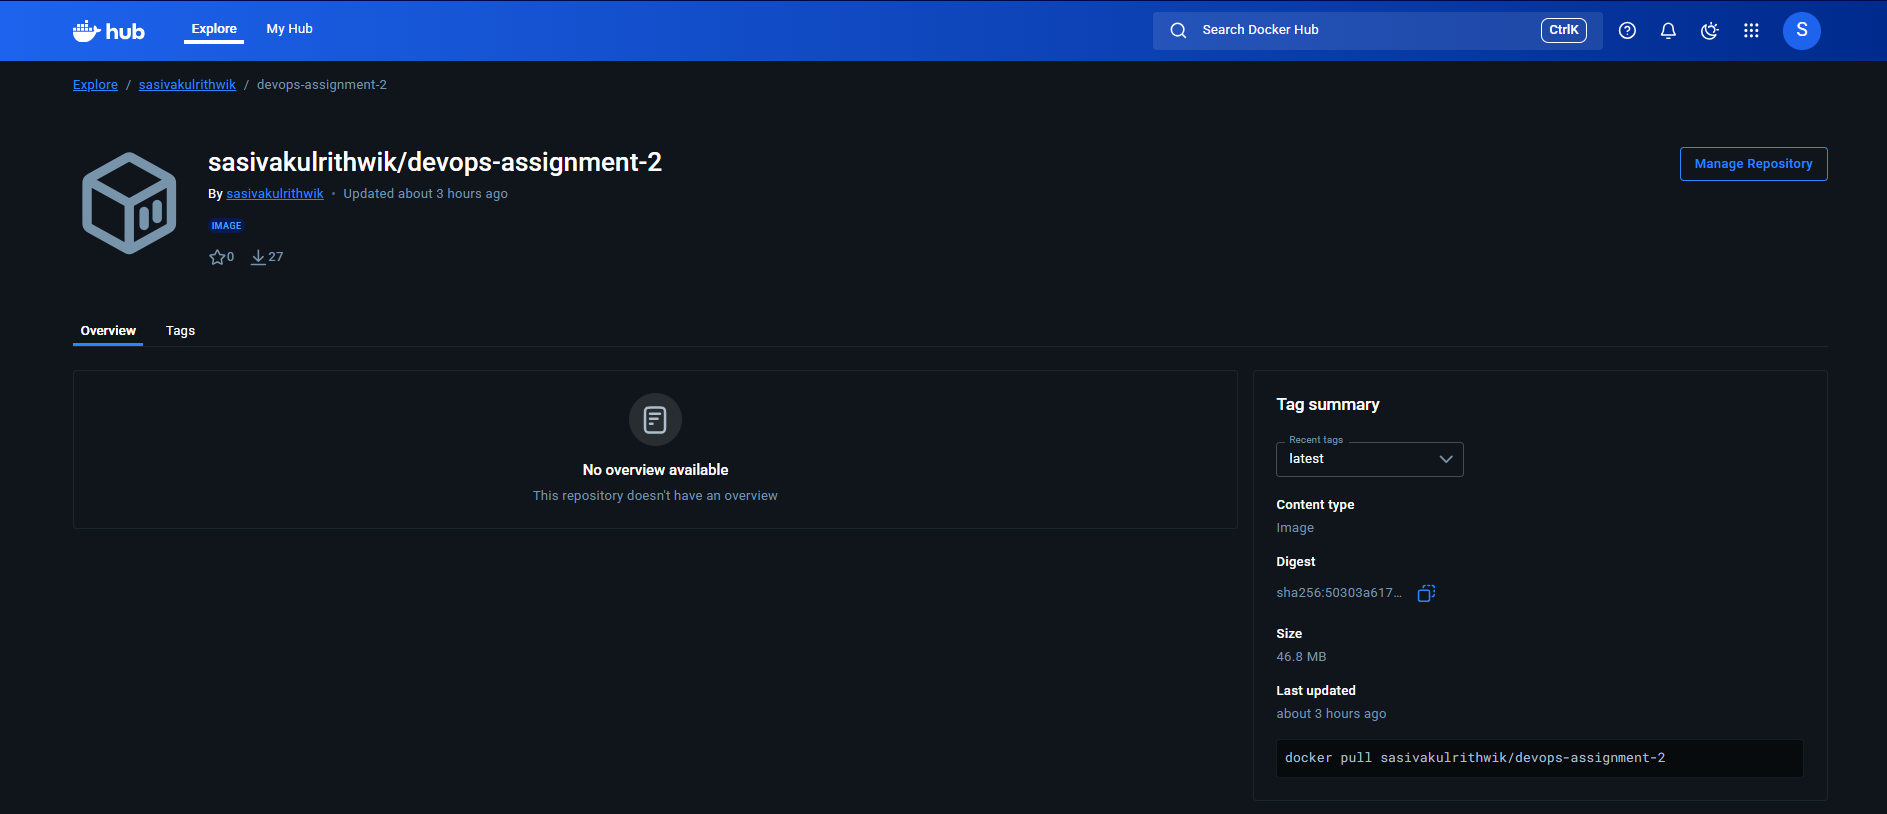 hub Explore My Hub Search Docker Hub CtrlK S
Explore / sasivakulrithwik / devops-assignment-2
sasivakulrithwik/devops-assignment-2
Manage Repository
By sasivakulrithwik • Updated about 3 hours ago
IMAGE
0 27
Overview Tags
No overview available
This repository doesn't have an overview
Tag summary
Recent tags
latest
Content type
Image
Digest
sha256:50303a617...
Size
46.8 MB
Last updated
about 3 hours ago
docker pull sasivakulrithwik/devops-assignment-2